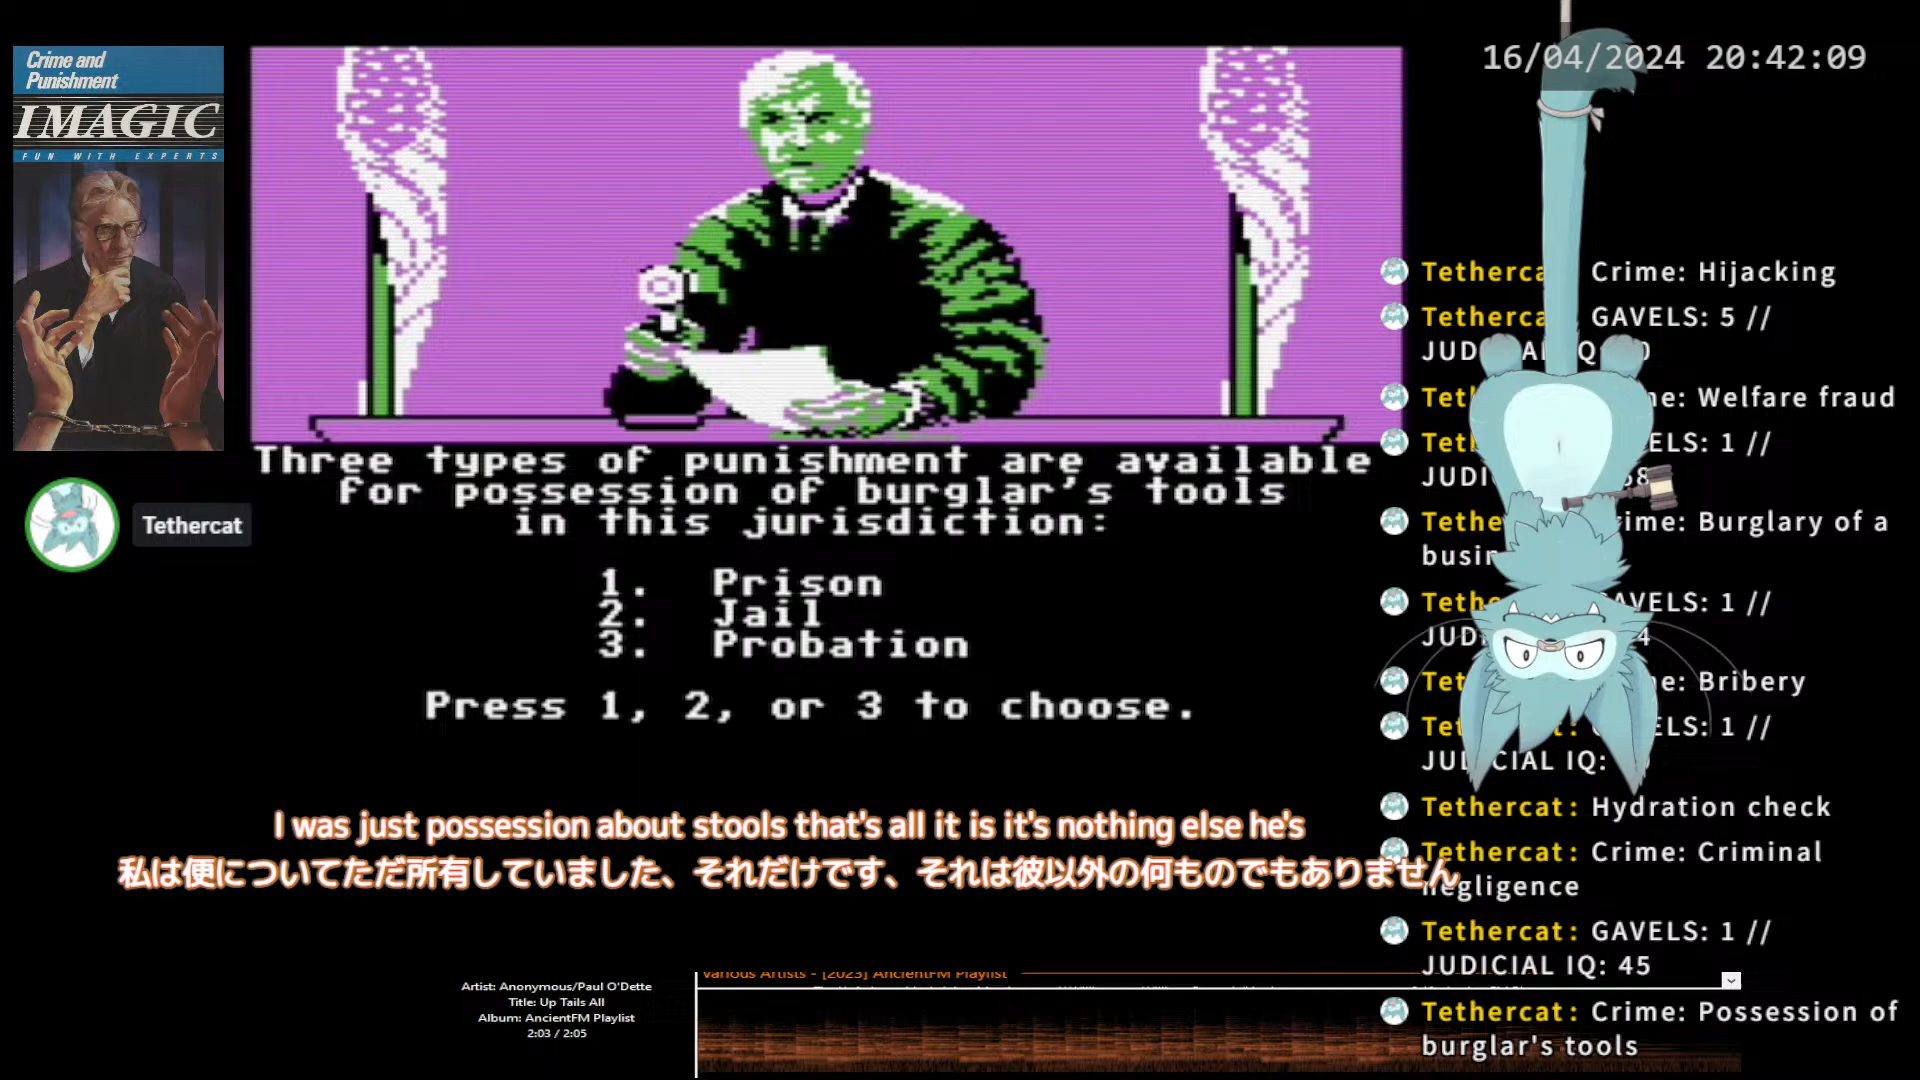 Crime and
Punishment
IMAGIC
FUN WITH EXPERTS
16/04/2024 20:42:09
Three types of punishment are available
for possession of burglar's tools
in this jurisdiction:
1. Prison
2. Jail
3. Probation
Press 1, 2, or 3 to choose.
Tethercat
I was just possession about stools that's all it is it's nothing else he's
私は便についてただ所有していました、それだけです、それは彼以外の何ものでもありません
Artist: Anonymous/Paul O'Dette
Title: Up Tails All
Album: AncientFM Playlist
2:03 / 2:05
Various Artists - [2023] AncientFM Playlist
Crime: Hijacking
GAVELS: 5 //
Welfare fraud
1 //
Burglary of a
1 //
Bribery
1 //
JUDICIAL IQ:
Tethercat: Hydration check
Tethercat: Crime: Criminal
negligence
Tethercat: GAVELS: 1 //
JUDICIAL IQ: 45
Tethercat: Crime: Possession of
burglar's tools